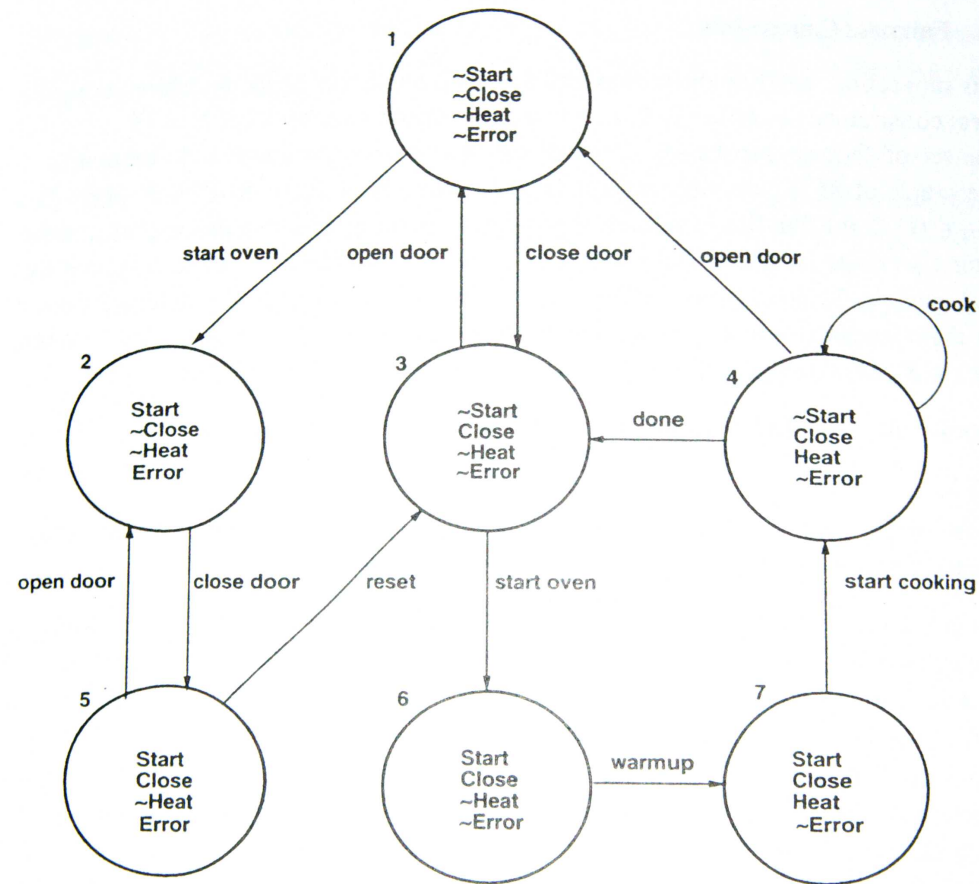 1
~Start
~Close
~Heat
~Error
start oven
open door
close door
open door
cook
2
Start
~Close
~Heat
Error
3
~Start
Close
~Heat
~Error
done
4
~Start
Close
Heat
~Error
open door
close door
reset
start oven
start cooking
5
Start
Close
~Heat
Error
6
Start
Close
~Heat
~Error
warmup
7
Start
Close
Heat
~Error